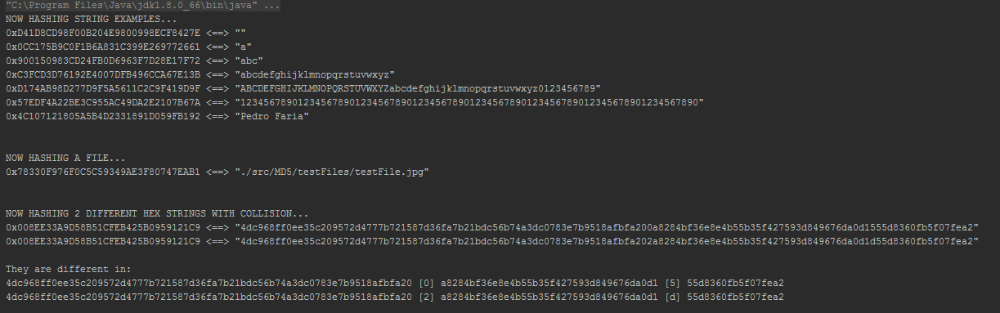 "C:\Program Files\Java\jdk1.8.0_66\bin\java" ...
NOW HASHING STRING EXAMPLES...
0xD41D8CD98F00B204E9800998ECF8427E <==> ""
0x0CC175B9C0F1B6A831C399E269772661 <==> "a"
0x900150983CD24FB0D6963F7D28E17F72 <==> "abc"
0xC3FCD3D76192E4007DFB496CCA67E13B <==> "abcdefghijklmnopqrstuvwxyz"
0xD174AB98D277D9F5A5611C2C9F419D9F <==> "ABCDEFGHIJKLMNOPQRSTUVWXYZabcdefghijklmnopqrstuvwxyz0123456789"
0x57EDF4A22BE3C955AC49DA2E2107B67A <==> "12345678901234567890123456789012345678901234567890123456789012345678901234567890"
0x4C107121805A5B4D2331891D059FB192 <==> "Pedro Faria"
NOW HASHING A FILE...
0x78330F976F0C5C59349AE3F80747EAB1 <==> "./src/MD5/testFiles/testFile.jpg"
NOW HASHING 2 DIFFERENT HEX STRINGS WITH COLLISION...
0x008EE33A9D58B51CFEB425B0959121C9 <==> "4dc968ff0ee35c209572d4777b721587d36fa7b21bdc56b74a3dc0783e7b9518afbfa200a8284bf36e8e4b55b35f427593d849676da0d1555d8360fb5f07fea2"
0x008EE33A9D58B51CFEB425B0959121C9 <==> "4dc968ff0ee35c209572d4777b721587d36fa7b21bdc56b74a3dc0783e7b9518afbfa202a8284bf36e8e4b55b35f427593d849676da0d1d55d8360fb5f07fea2"
They are different in:
4dc968ff0ee35c209572d4777b721587d36fa7b21bdc56b74a3dc0783e7b9518afbfa20 [0] a8284bf36e8e4b55b35f427593d849676da0d1 [5] 55d8360fb5f07fea2
4dc968ff0ee35c209572d4777b721587d36fa7b21bdc56b74a3dc0783e7b9518afbfa20 [2] a8284bf36e8e4b55b35f427593d849676da0d1 [d] 55d8360fb5f07fea2